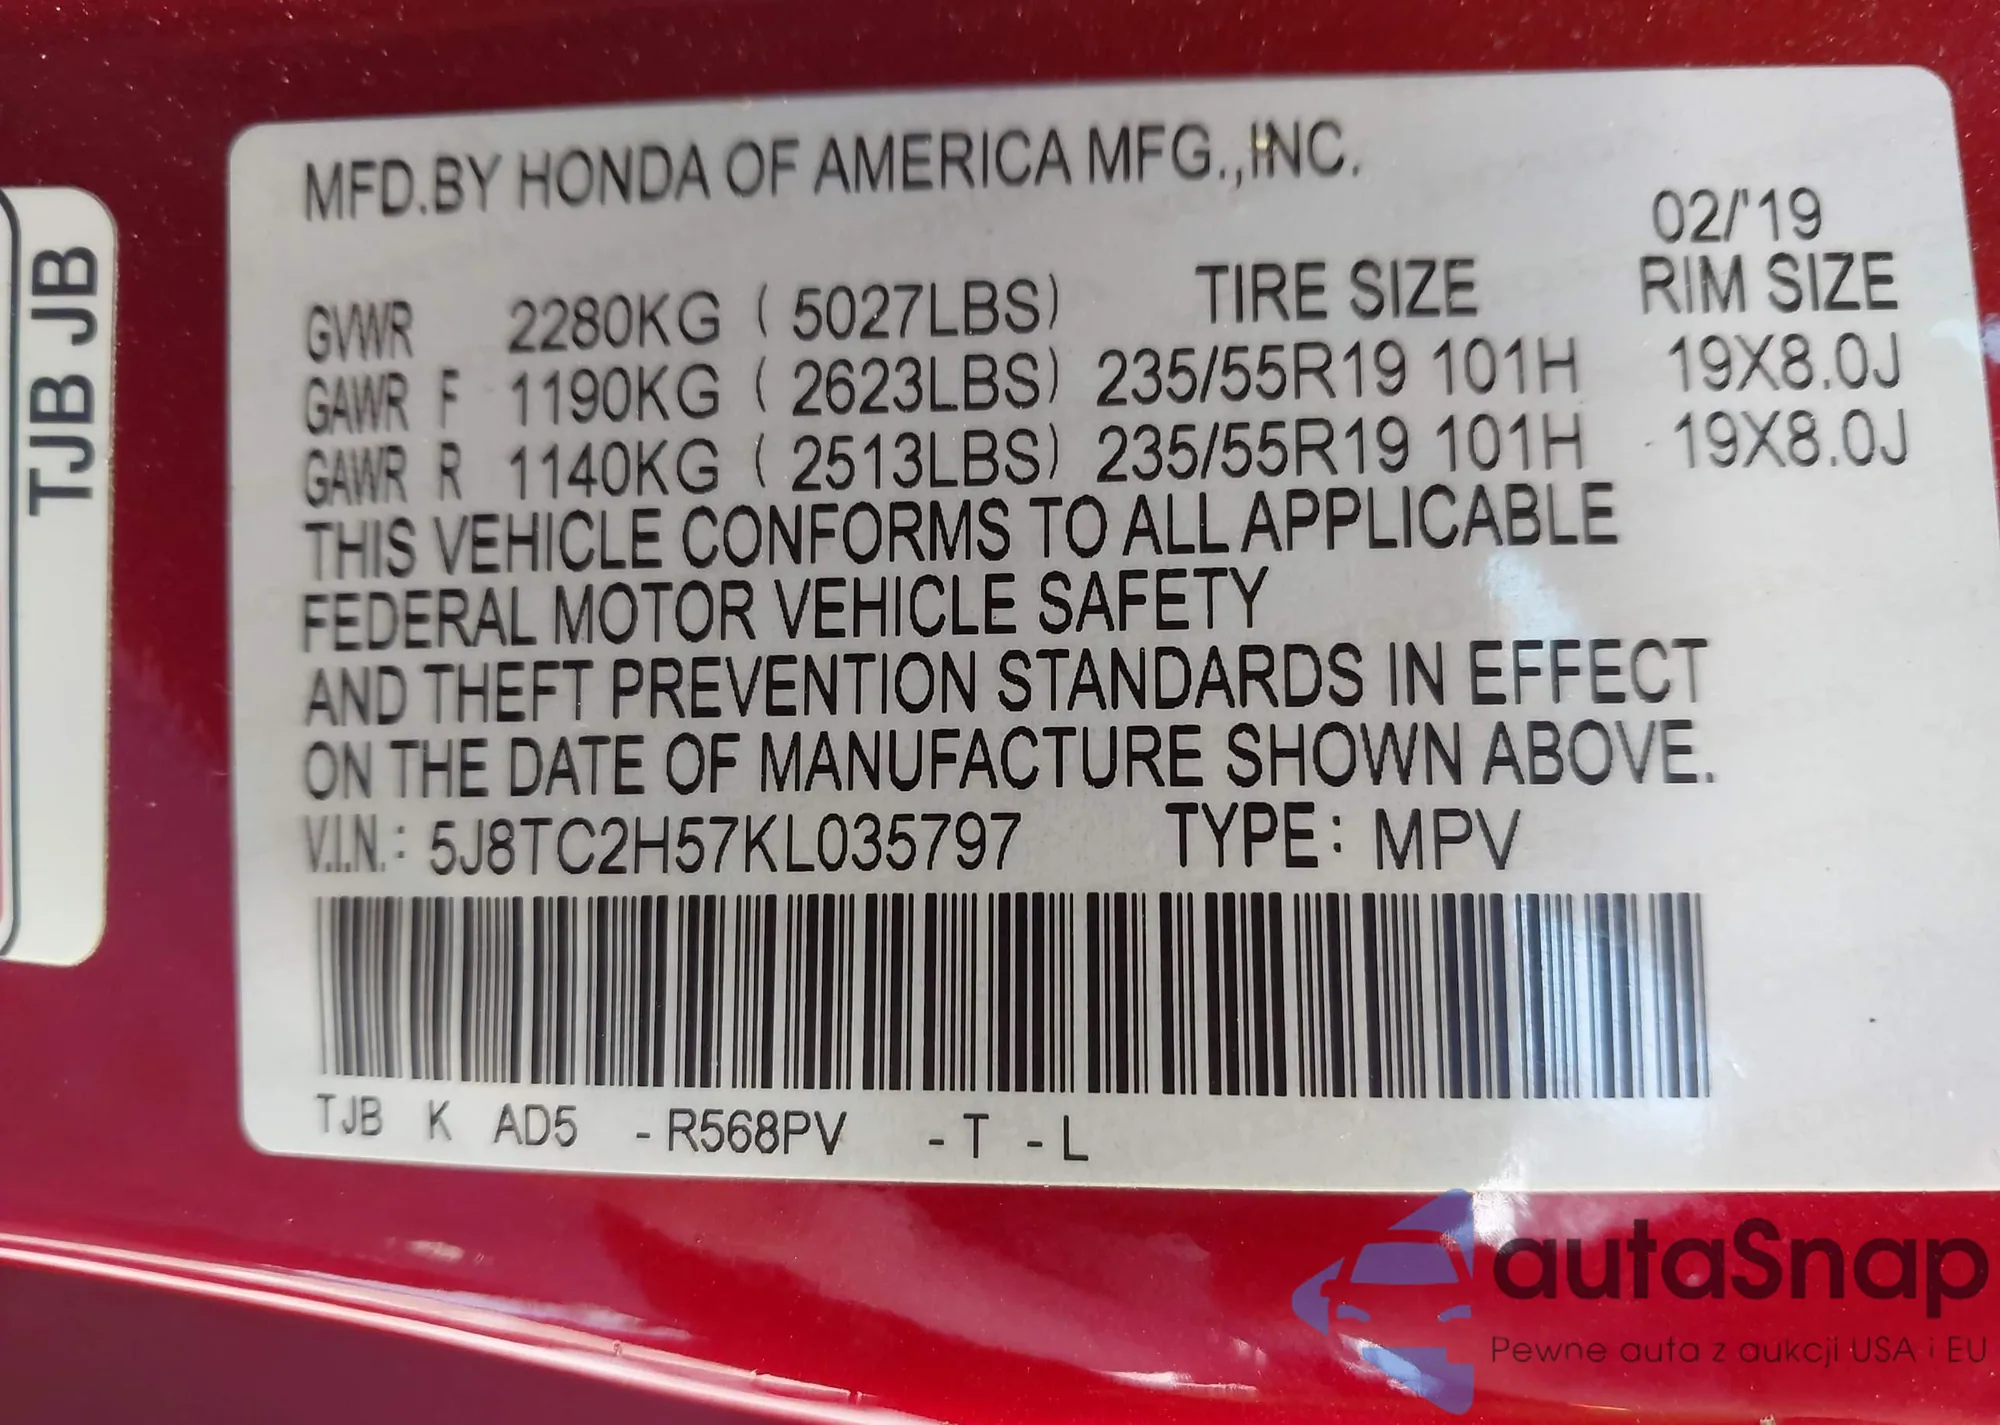 TJB JB
MFD.BY HONDA OF AMERICA MFG.,INC.
02/'19
GVWR 2280KG ( 5027LBS) TIRE SIZE RIM SIZE
GAWR F 1190KG ( 2623LBS) 235/55R19 101H 19X8.0J
GAWR R 1140KG ( 2513LBS) 235/55R19 101H 19X8.0J
THIS VEHICLE CONFORMS TO ALL APPLICABLE
FEDERAL MOTOR VEHICLE SAFETY
AND THEFT PREVENTION STANDARDS IN EFFECT
ON THE DATE OF MANUFACTURE SHOWN ABOVE.
V.I.N.: 5J8TC2H57KL035797 TYPE: MPV
TJB K AD5 -R568PV -T -L
autaSnap
Pewne auta z aukcji USA i EU